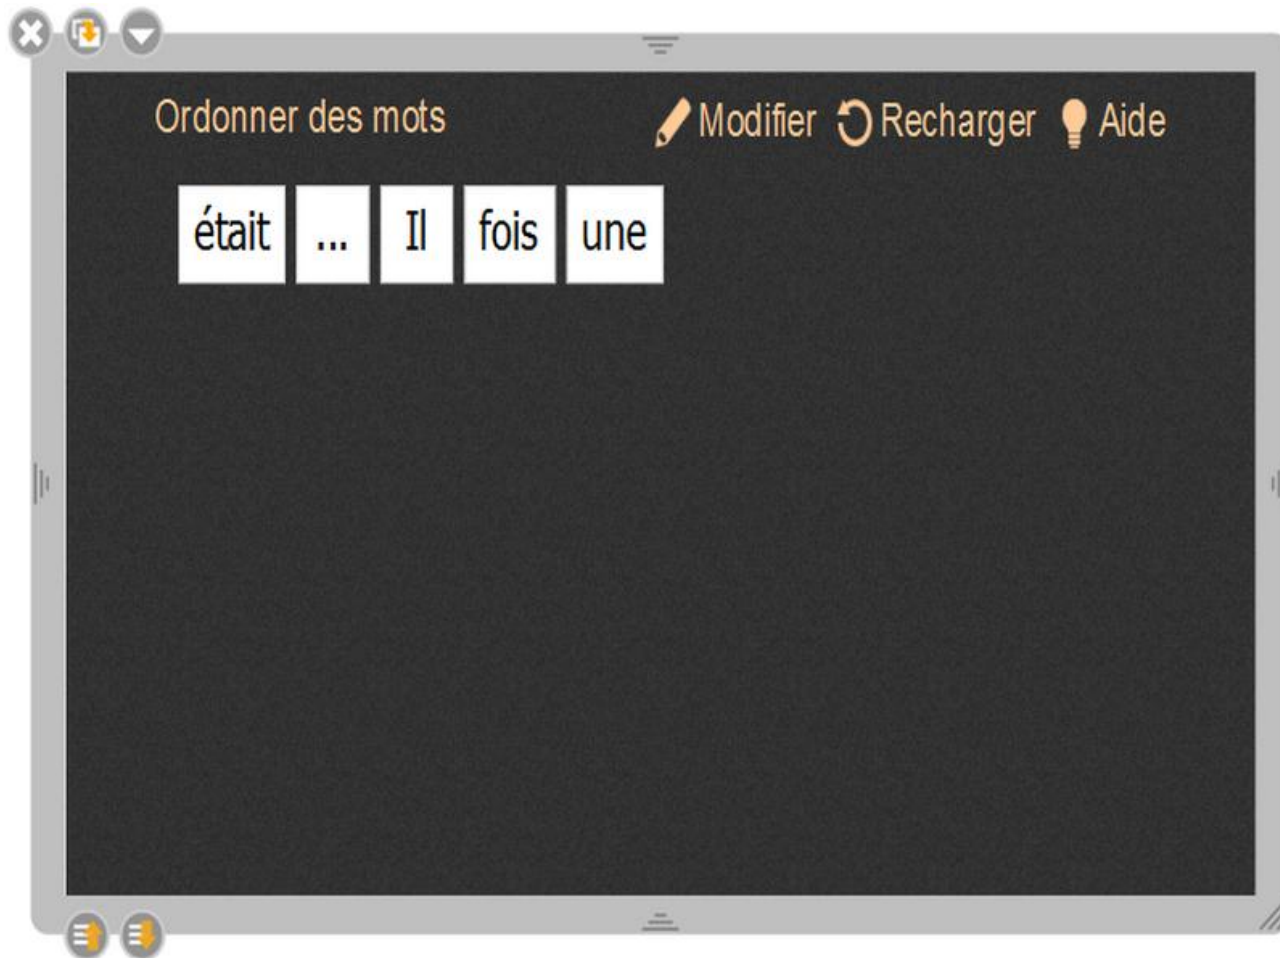 Ordonner des mots Modifier Recharger Aide
était ... Il fois une